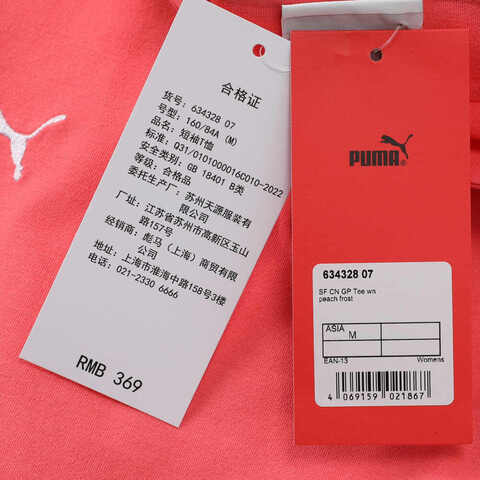 合格证
货号: 634328 07
号型: 160/84A (M)
品名: 短袖T恤
标准: Q31/0101000016C010-2022
安全类别: GB 18401 B类
等级: 合格品
委托生产厂: 苏州天源服装有
限公司
厂址: 江苏省苏州市高新区玉山
路157号
经销商: 彪马（上海）商贸有限
公司
地址: 上海市淮海中路158号3楼
电话: 021-2330 6666
RMB 369
PUMA
634328 07
SF CN GP Tee wn
peach frost
ASIA
M
EAN-13 Womens
4 069159 021867